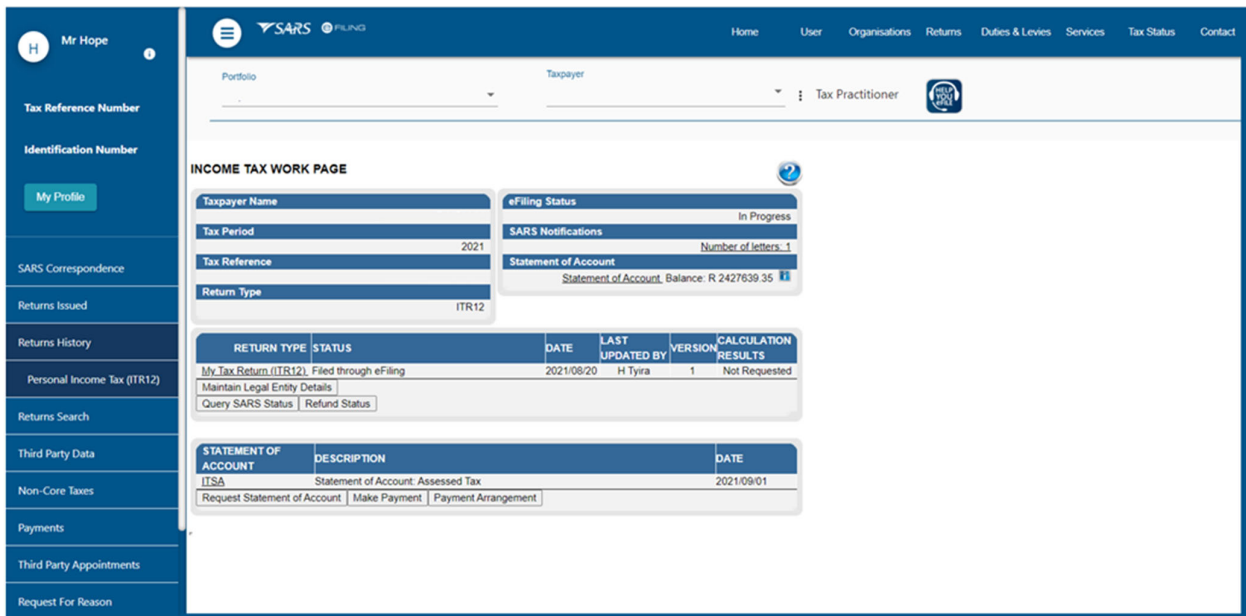 H
Mr Hope
Tax Reference Number
Identification Number
My Profile
SARS Correspondence
Returns Issued
Returns History
Personal Income Tax (ITR12)
Returns Search
Third Party Data
Non-Core Taxes
Payments
Third Party Appointments
Request For Reason
SARS eFILING
Home User Organisations Returns Duties & Levies Services Tax Status Contact
Portfolio Taxpayer
Tax Practitioner
HELP YOU eFILE
INCOME TAX WORK PAGE
?
Taxpayer Name
Tax Period
2021
Tax Reference
Return Type
ITR12
eFiling Status
In Progress
SARS Notifications
Number of letters: 1
Statement of Account
Statement of Account Balance: R 2427639.35
RETURN TYPE STATUS DATE LAST UPDATED BY VERSION CALCULATION RESULTS
My Tax Return (ITR12) Filed through eFiling 2021/08/20 H Tyira 1 Not Requested
Maintain Legal Entity Details
Query SARS Status Refund Status
STATEMENT OF ACCOUNT DESCRIPTION DATE
ITSA Statement of Account: Assessed Tax 2021/09/01
Request Statement of Account Make Payment Payment Arrangement